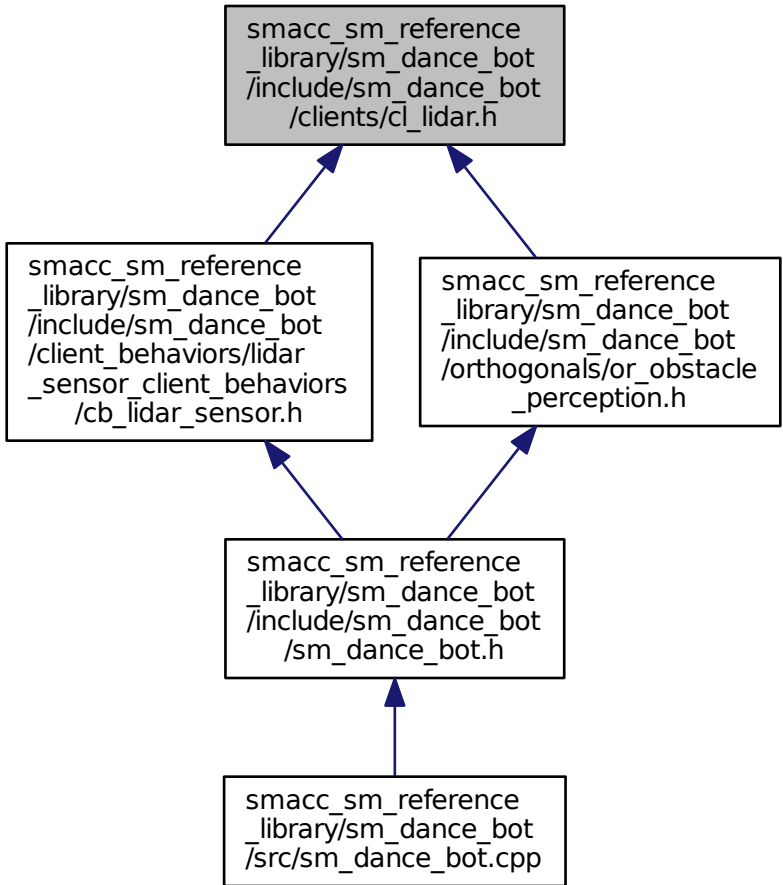 smacc_sm_reference
_library/sm_dance_bot
/include/sm_dance_bot
/clients/cl_lidar.h
smacc_sm_reference
_library/sm_dance_bot
/include/sm_dance_bot
/client_behaviors/lidar
_sensor_client_behaviors
/cb_lidar_sensor.h
smacc_sm_reference
_library/sm_dance_bot
/include/sm_dance_bot
/orthogonals/or_obstacle
_perception.h
smacc_sm_reference
_library/sm_dance_bot
/include/sm_dance_bot
/sm_dance_bot.h
smacc_sm_reference
_library/sm_dance_bot
/src/sm_dance_bot.cpp